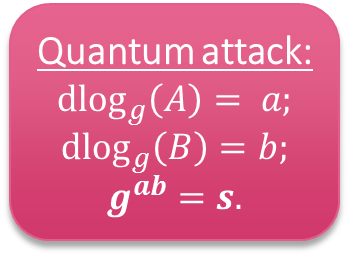 Quantum attack:
dlog_g(A) = a;
dlog_g(B) = b;
g^{ab} = s.